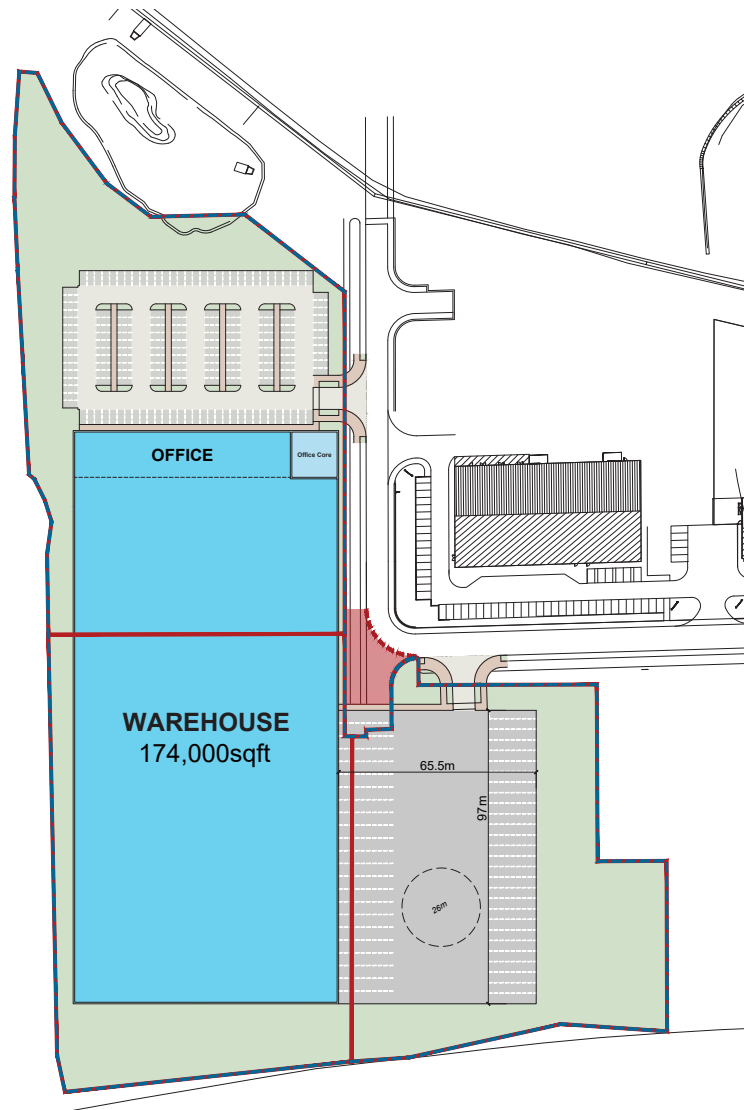 OFFICE
Office Core
WAREHOUSE
174,000sqft
65.5m
97m
26m